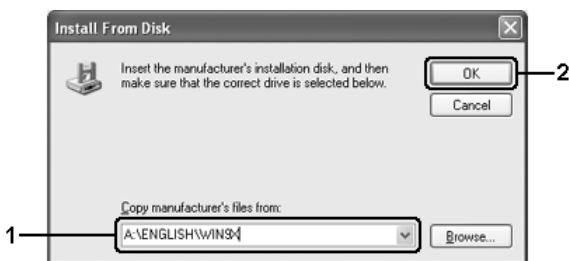 Install From Disk
Insert the manufacturer's installation disk, and then
make sure that the correct drive is selected below.
OK
2
Cancel
Copy manufacturer's files from:
1
A:\ENGLISH\WIN9X
Browse...